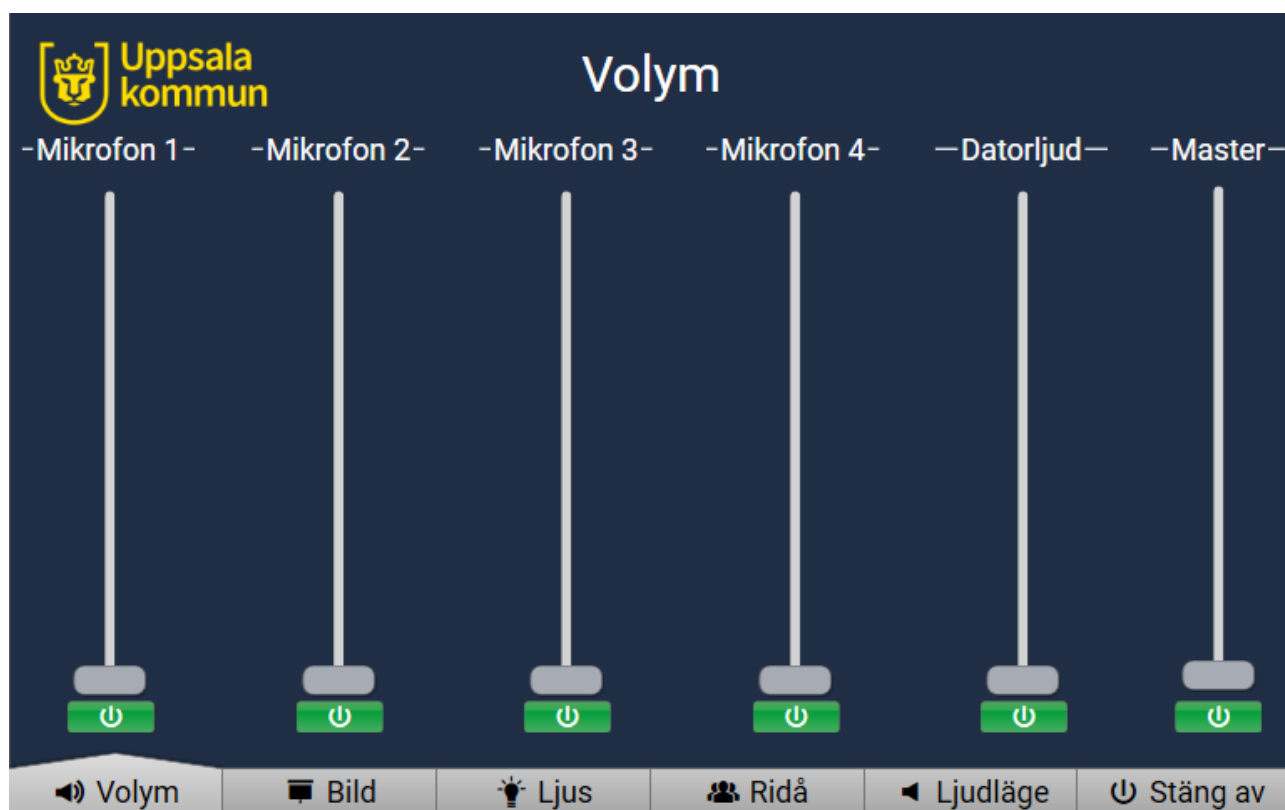 Uppsala
kommun
Volym
-Mikrofon 1-
-Mikrofon 2-
-Mikrofon 3-
-Mikrofon 4-
—Datorljud—
—Master—
Volym
Bild
Ljus
Ridå
Ljudläge
Stäng av